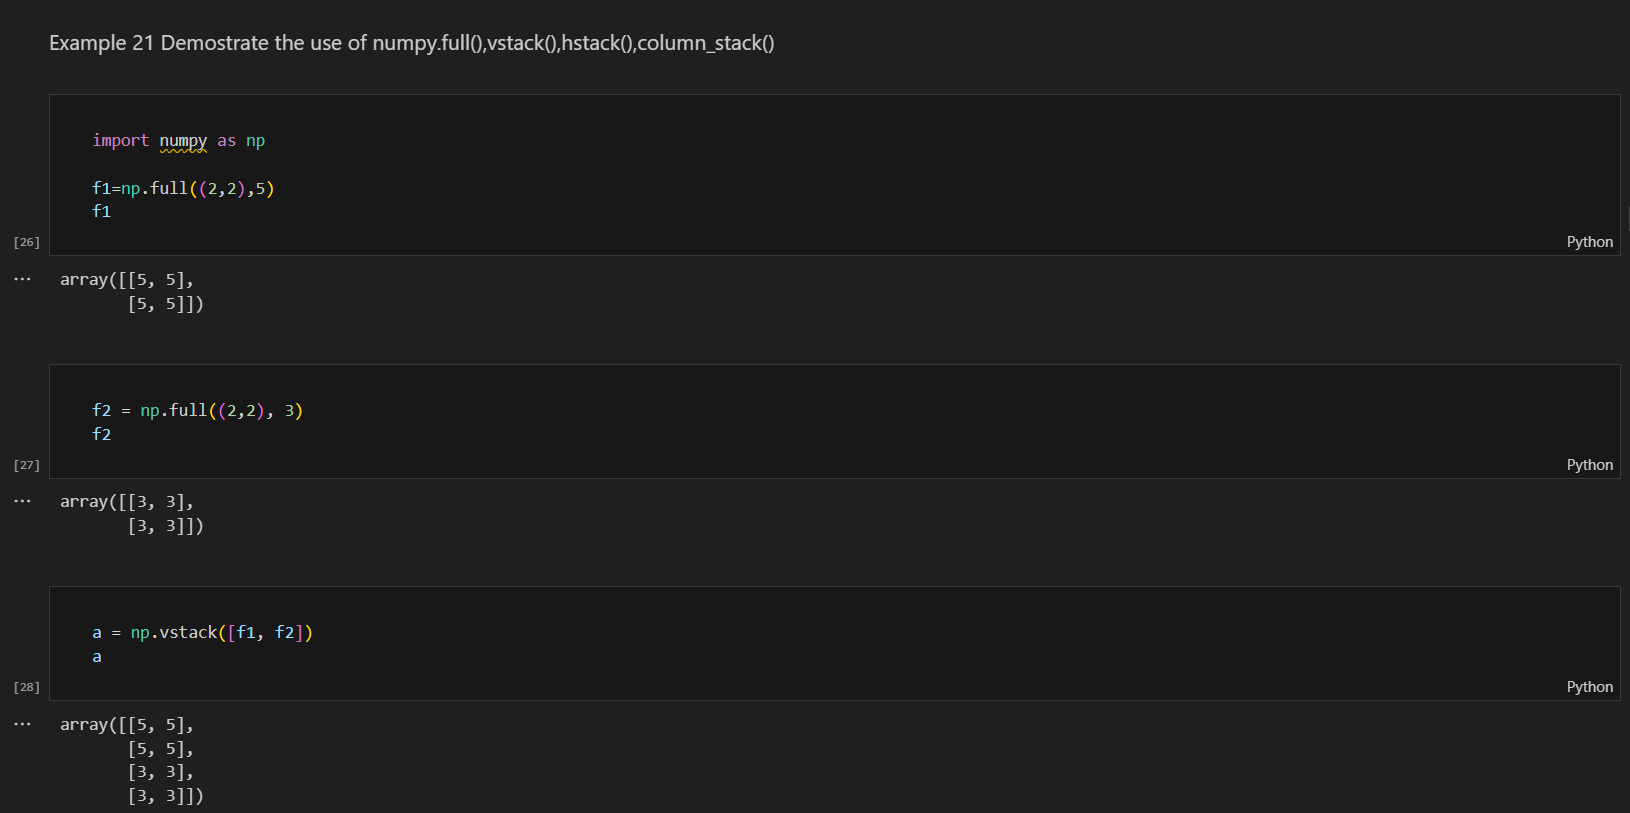 Example 21 Demostrate the use of numpy.full(),vstack(),hstack(),column_stack()
import numpy as np
f1=np.full((2,2),5)
f1
[26]
Python
array([[5, 5],
       [5, 5]])
f2 = np.full((2,2), 3)
f2
[27]
Python
array([[3, 3],
       [3, 3]])
a = np.vstack([f1, f2])
a
[28]
Python
array([[5, 5],
       [5, 5],
       [3, 3],
       [3, 3]])